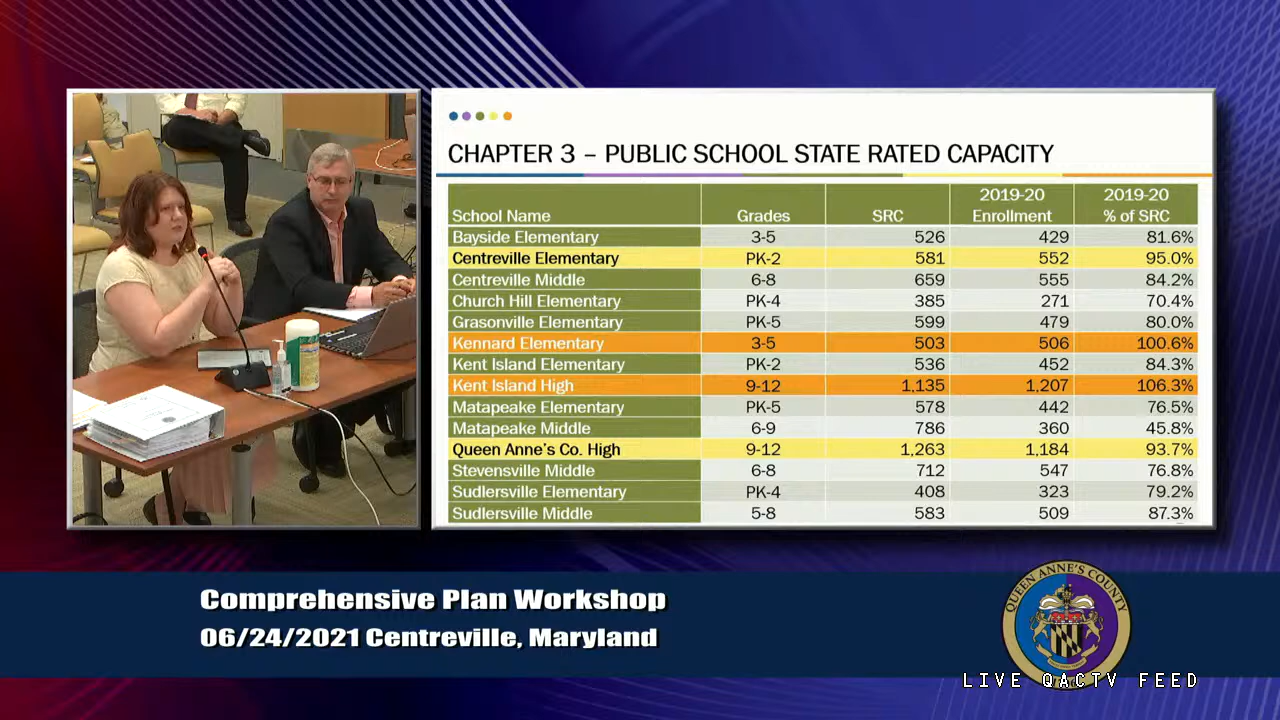 CHAPTER 3 – PUBLIC SCHOOL STATE RATED CAPACITY
School Name Grades SRC 2019-20 Enrollment 2019-20 % of SRC
Bayside Elementary 3-5 526 429 81.6%
Centreville Elementary PK-2 581 552 95.0%
Centreville Middle 6-8 659 555 84.2%
Church Hill Elementary PK-4 385 271 70.4%
Grasonville Elementary PK-5 599 479 80.0%
Kennard Elementary 3-5 503 506 100.6%
Kent Island Elementary PK-2 536 452 84.3%
Kent Island High 9-12 1,135 1,207 106.3%
Matapeake Elementary PK-5 578 442 76.5%
Matapeake Middle 6-9 786 360 45.8%
Queen Anne's Co. High 9-12 1,263 1,184 93.7%
Stevensville Middle 6-8 712 547 76.8%
Sudlersville Elementary PK-4 408 323 79.2%
Sudlersville Middle 5-8 583 509 87.3%
Comprehensive Plan Workshop
06/24/2021 Centreville, Maryland
QUEEN ANNE'S COUNTY
LIVE QACTV FEED